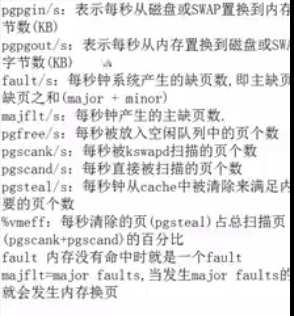 pgpgin/s: 表示每秒从磁盘或SWAP置换到内存
节数(KB)
pgpgout/s: 表示每秒从内存置换到磁盘或SWA
字节数(KB)
fault/s: 每秒钟系统产生的缺页数,即主缺页
缺页之和(major + minor)
majflt/s: 每秒钟产生的主缺页数.
pgfree/s: 每秒被放入空闲队列中的页个数
pgscank/s: 每秒被kswapd扫描的页个数
pgscand/s: 每秒直接被扫描的页个数
pgsteal/s: 每秒钟从cache中被清除来满足内
要的页个数
%vmeff: 每秒清除的页(pgsteal)占总扫描页
(pgscank+pgscand)的百分比
fault 内存没有命中时就是一个fault
majflt=major faults,当发生major faults的
就会发生内存换页